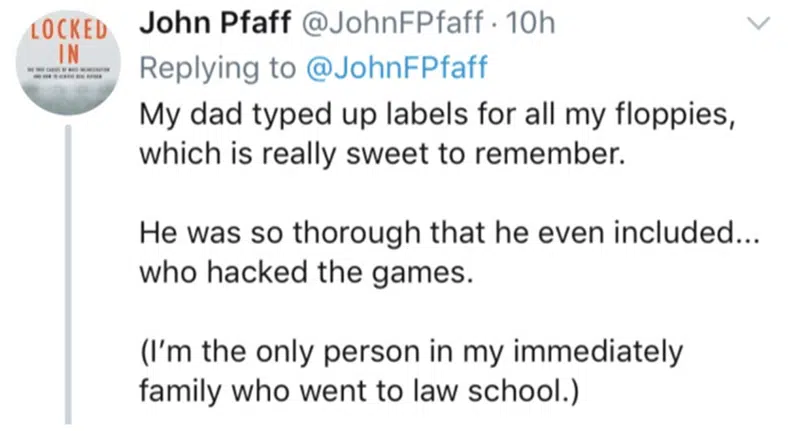 LOCKED
IN
John Pfaff @JohnFPfaff · 10h
Replying to @JohnFPfaff
My dad typed up labels for all my floppies,
which is really sweet to remember.
He was so thorough that he even included...
who hacked the games.
(I'm the only person in my immediately
family who went to law school.)